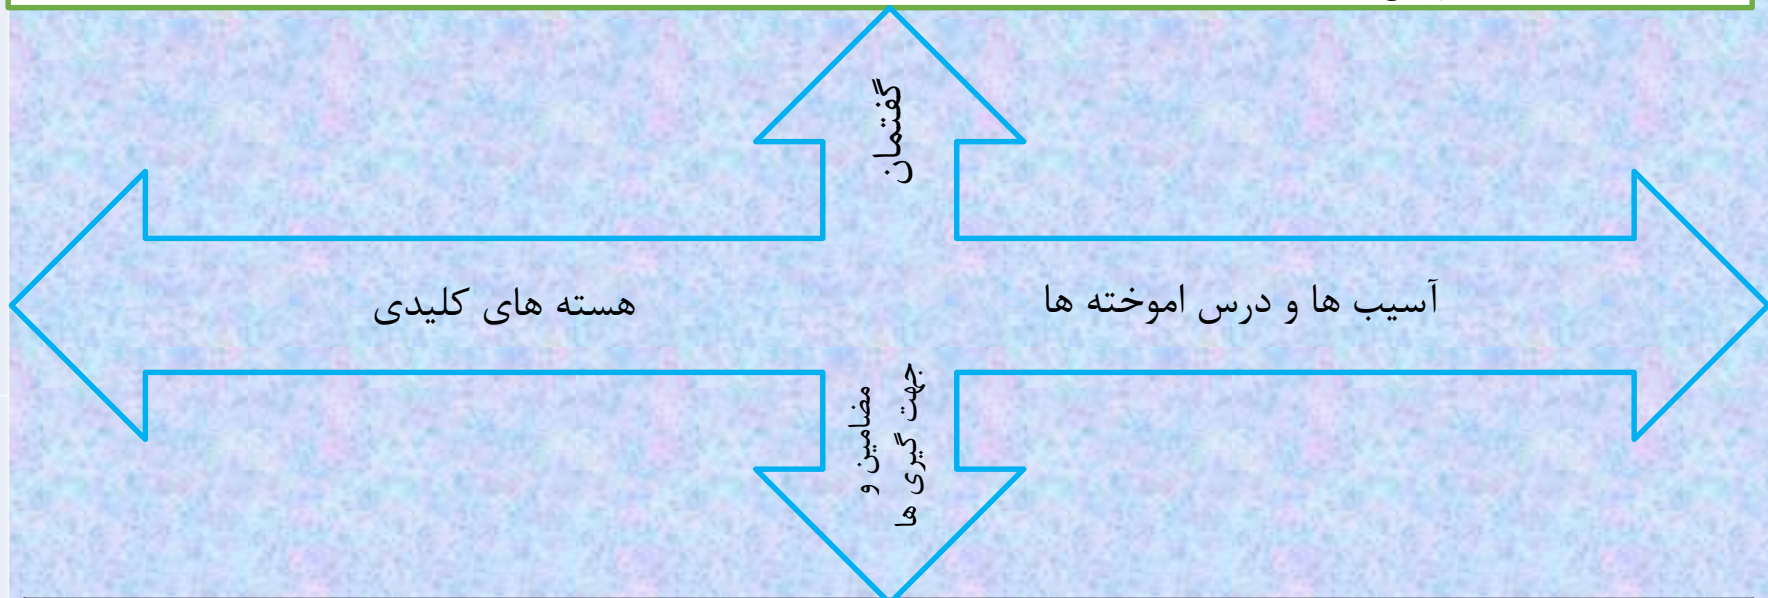 گفتمان
آسیب ها و درس اموخته ها
هسته های کلیدی
مضامین و
جهت گیری ها